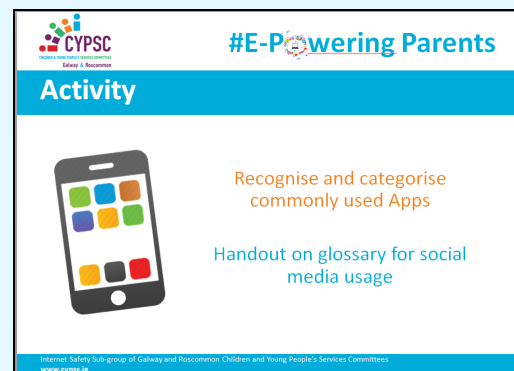 CYPSC
CHILDREN & YOUNG PEOPLE'S SERVICES COMMITTEES
Galway & Roscommon
#E-Powering Parents
Activity
Recognise and categorise
commonly used Apps
Handout on glossary for social
media usage
Internet Safety Sub-group of Galway and Roscommon Children and Young People's Services Committees
www.cypsc.ie